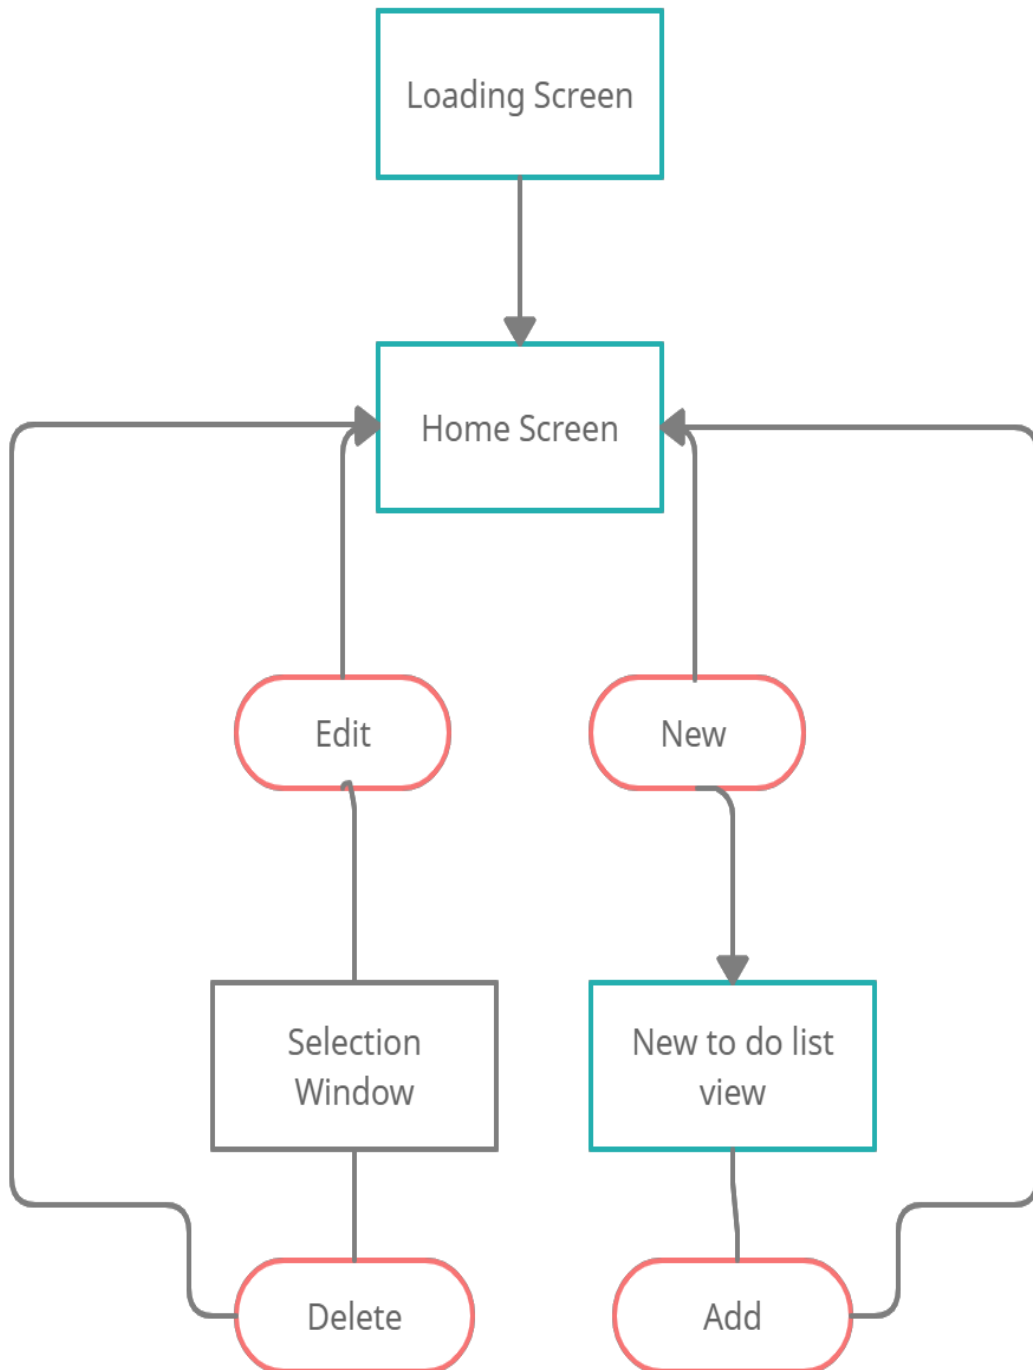 Loading Screen
Home Screen
Edit
New
Selection
Window
New to do list
view
Delete
Add